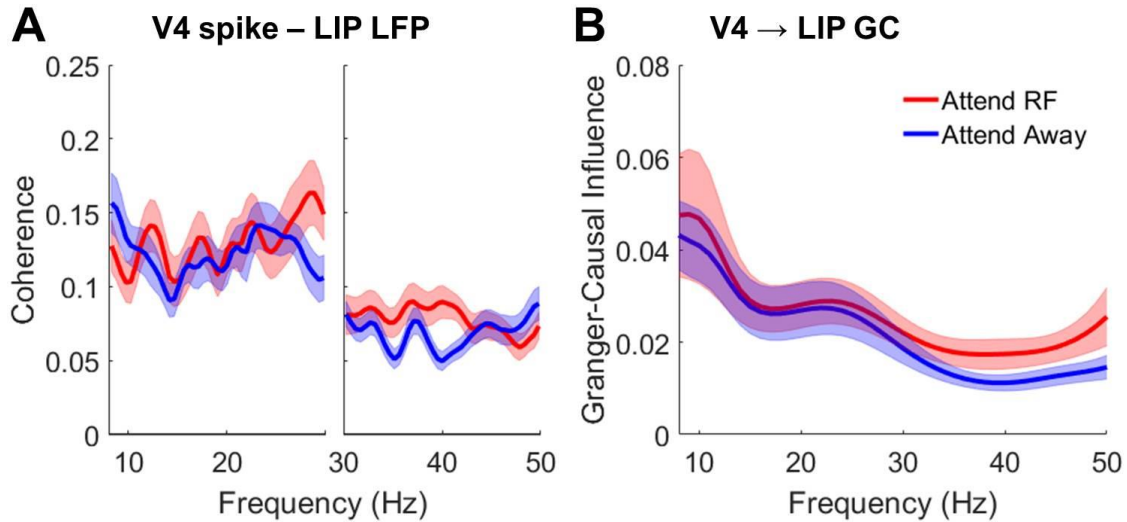 A
V4 spike – LIP LFP
Coherence
0.25
0.2
0.15
0.1
0.05
0
10
20
30
40
50
Frequency (Hz)
B
V4 → LIP GC
Granger-Causal Influence
0.08
0.06
0.04
0.02
0
Attend RF
Attend Away
10
20
30
40
50
Frequency (Hz)